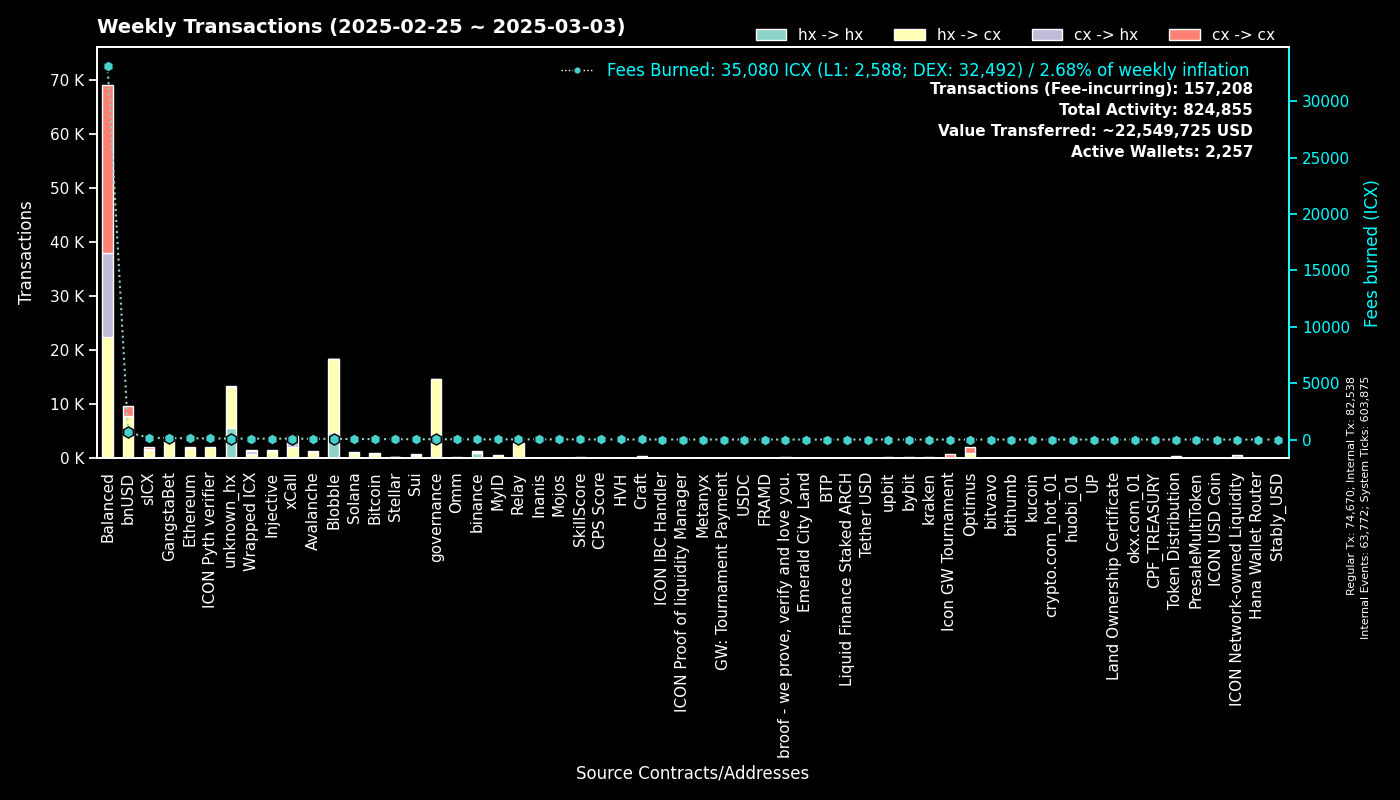 Weekly Transactions (2025-02-25 ~ 2025-03-03)
hx -> hx
hx -> cx
cx -> hx
cx -> cx
Fees Burned: 35,080 ICX (L1: 2,588; DEX: 32,492) / 2.68% of weekly inflation
Transactions (Fee-incurring): 157,208
Total Activity: 824,855
Value Transferred: ~22,549,725 USD
Active Wallets: 2,257
Transactions
70 K
60 K
50 K
40 K
30 K
20 K
10 K
0 K
30000
25000
20000
15000
10000
5000
0
Fees burned (ICX)
Regular Tx: 74,670; Internal Tx: 82,538
Internal Events: 63,772; System Ticks: 603,875
Balanced
bnUSD
sICX
GangstaBet
Ethereum
ICON Pyth verifier
unknown_hx
Wrapped ICX
Injective
xCall
Avalanche
Blobble
Solana
Bitcoin
Stellar
Sui
governance
Omm
binance
MyID
Relay
Inanis
Mojos
SkillScore
CPS Score
HVH
Craft
ICON IBC Handler
ICON Proof of liquidity Manager
Metanyx
GW: Tournament Payment
USDC
FRAMD
broof - we prove, verify and love you.
Emerald City Land
BTP
Liquid Finance Staked ARCH
Tether USD
upbit
bybit
kraken
Icon GW Tournament
Optimus
bitvavo
bithumb
kucoin
crypto.com_hot_01
huobi_01
UP
Land Ownership Certificate
okx.com_01
CPF_TREASURY
Token Distribution
PresaleMultiToken
ICON USD Coin
ICON Network-owned Liquidity
Hana Wallet Router
Stably_USD
Source Contracts/Addresses